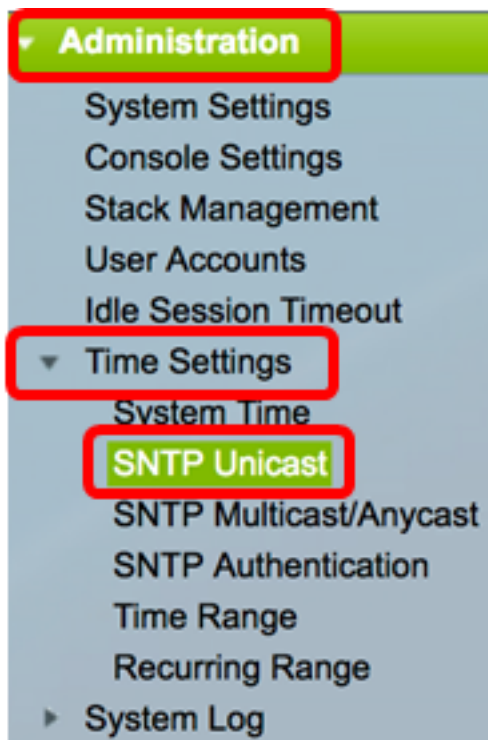 Administration
System Settings
Console Settings
Stack Management
User Accounts
Idle Session Timeout
Time Settings
System Time
SNTP Unicast
SNTP Multicast/Anycast
SNTP Authentication
Time Range
Recurring Range
System Log